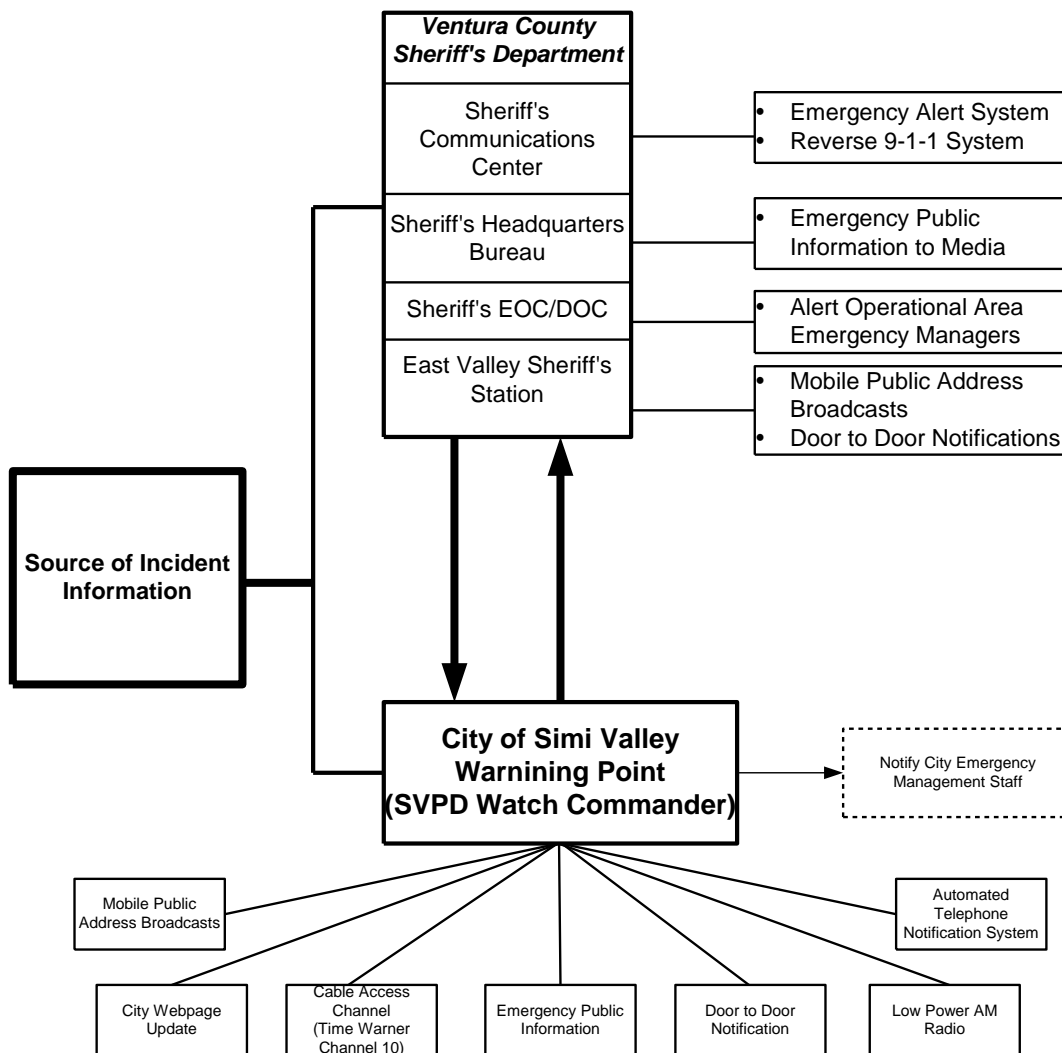 Ventura County
Sheriff's Department
Sheriff's
Communications
Center
• Emergency Alert System
• Reverse 9-1-1 System
Sheriff's Headquarters
Bureau
• Emergency Public
Information to Media
Sheriff's EOC/DOC
• Alert Operational Area
Emergency Managers
East Valley Sheriff's
Station
• Mobile Public Address
Broadcasts
• Door to Door Notifications
Source of Incident
Information
City of Simi Valley
Warnining Point
(SVPD Watch Commander)
Notify City Emergency
Management Staff
Mobile Public
Address Broadcasts
Automated
Telephone
Notification System
City Webpage
Update
Cable Access
Channel
(Time Warner
Channel 10)
Emergency Public
Information
Door to Door
Notification
Low Power AM
Radio